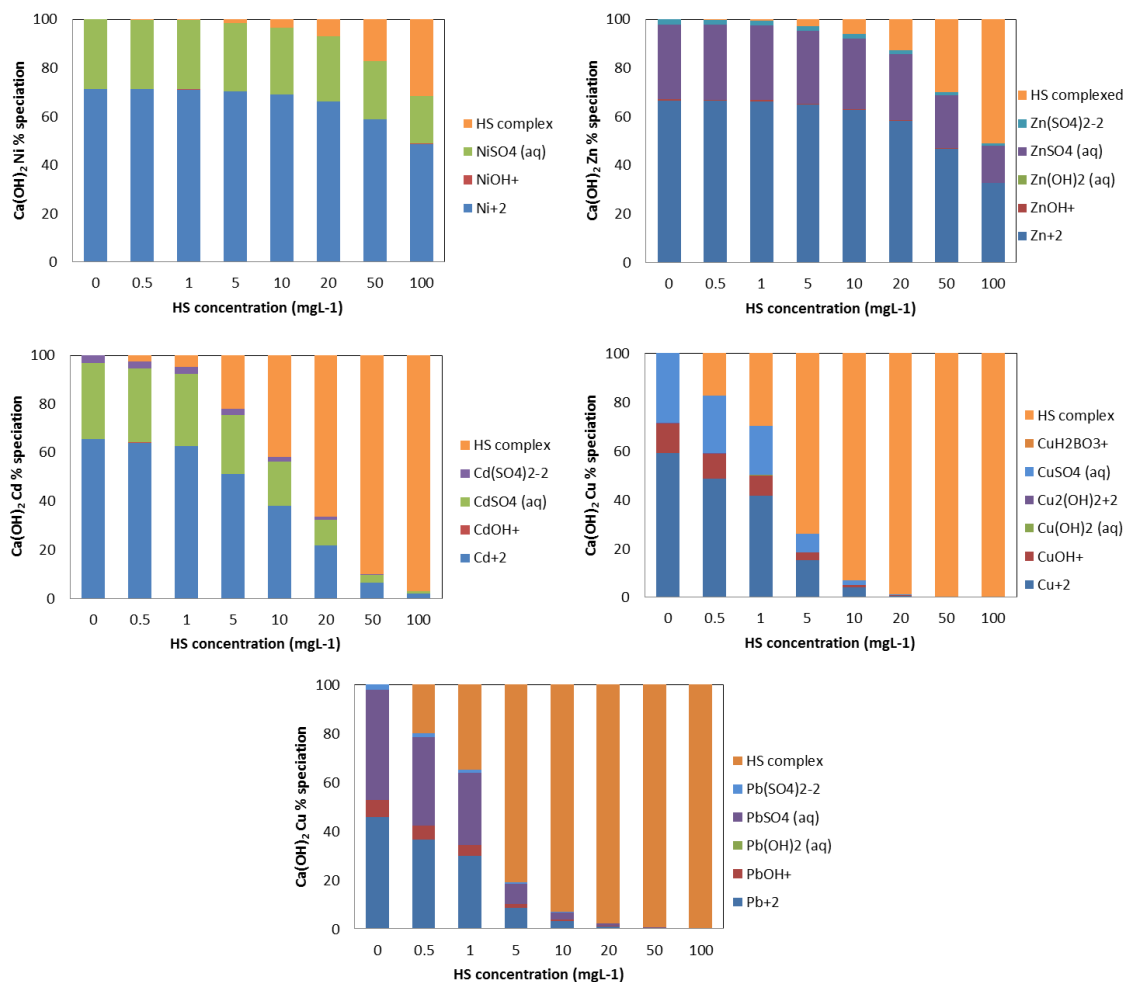 Ca(OH)2 Ni % speciation
100
80
60
40
20
0
0 0.5 1 5 10 20 50 100
HS concentration (mgL-1)
HS complex
NiSO4 (aq)
NiOH+
Ni+2
Ca(OH)2 Zn % speciation
100
80
60
40
20
0
0 0.5 1 5 10 20 50 100
HS concentration (mgL-1)
HS complexed
Zn(SO4)2-2
ZnSO4 (aq)
Zn(OH)2 (aq)
ZnOH+
Zn+2
Ca(OH)2 Cd % speciation
100
80
60
40
20
0
0 0.5 1 5 10 20 50 100
HS concentration (mgL-1)
HS complex
Cd(SO4)2-2
CdSO4 (aq)
CdOH+
Cd+2
Ca(OH)2 Cu % speciation
100
80
60
40
20
0
0 0.5 1 5 10 20 50 100
HS concentration (mgL-1)
HS complex
CuH2BO3+
CuSO4 (aq)
Cu2(OH)2+2
Cu(OH)2 (aq)
CuOH+
Cu+2
Ca(OH)2 Cu % speciation
100
80
60
40
20
0
0 0.5 1 5 10 20 50 100
HS concentration (mgL-1)
HS complex
Pb(SO4)2-2
PbSO4 (aq)
Pb(OH)2 (aq)
PbOH+
Pb+2